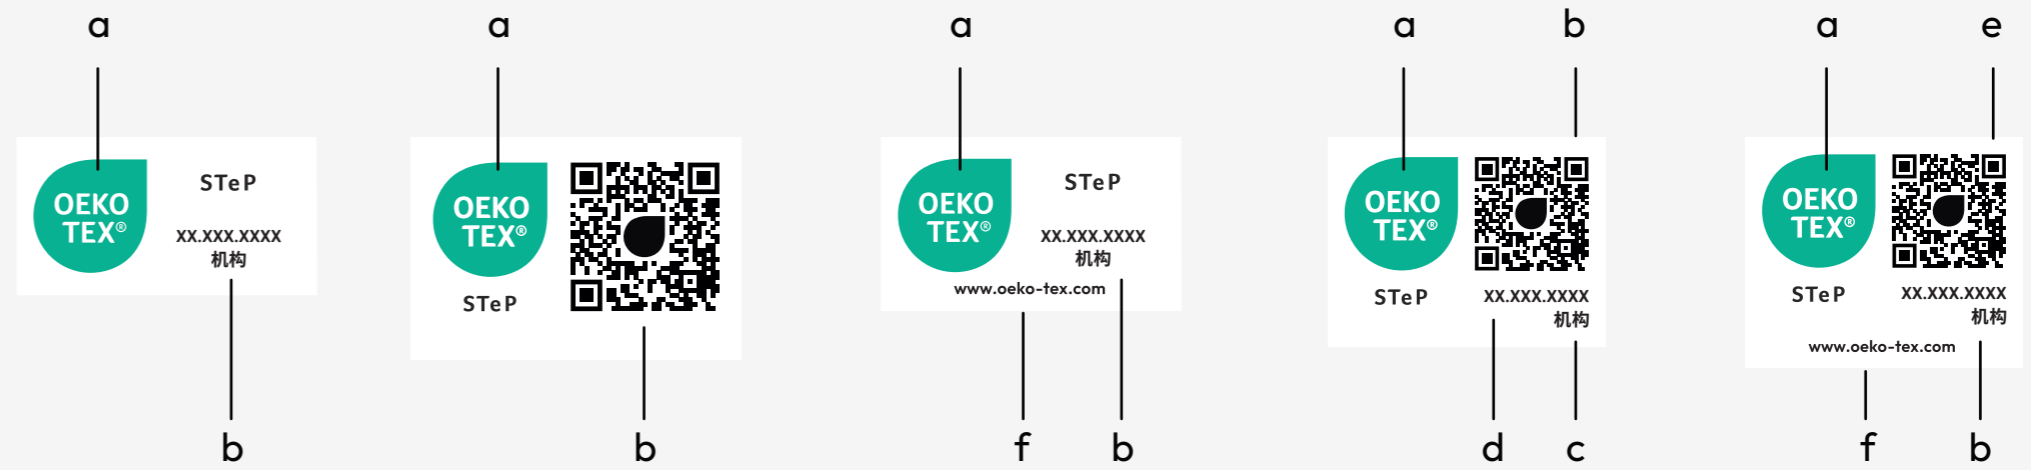 a
a
a
a
b
a
e
OEKO
TEX®
STeP
XX.XXX.XXXX
机构
b
OEKO
TEX®
STeP
b
OEKO
TEX®
STeP
XX.XXX.XXXX
机构
www.oeko-tex.com
f
b
OEKO
TEX®
STeP
XX.XXX.XXXX
机构
d
c
OEKO
TEX®
STeP
XX.XXX.XXXX
机构
www.oeko-tex.com
f
b